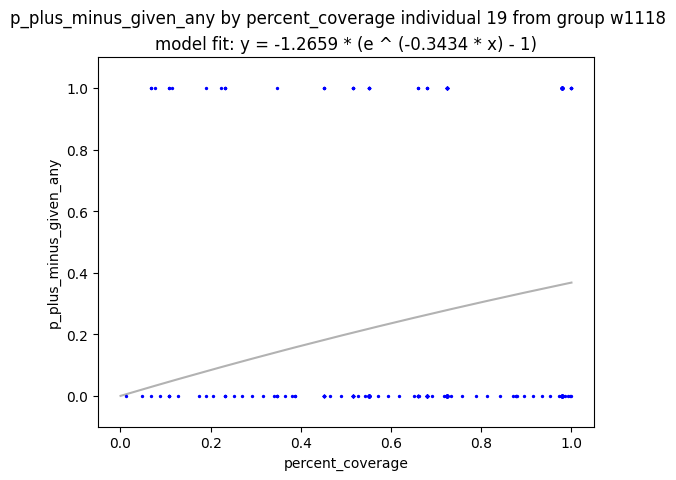 p_plus_minus_given_any by percent_coverage individual 19 from group w1118
model fit: y = -1.2659 * (e ^ (-0.3434 * x) - 1)
1.0
0.8
0.6
0.4
0.2
0.0
p_plus_minus_given_any
0.0 0.2 0.4 0.6 0.8 1.0
percent_coverage